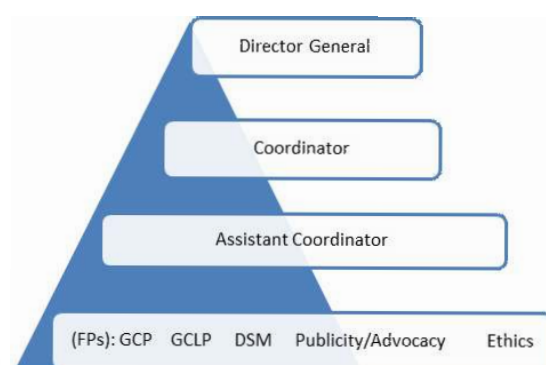 Director General
Coordinator
Assistant Coordinator
(FPs): GCP GCLP DSM Publicity/Advocacy Ethics